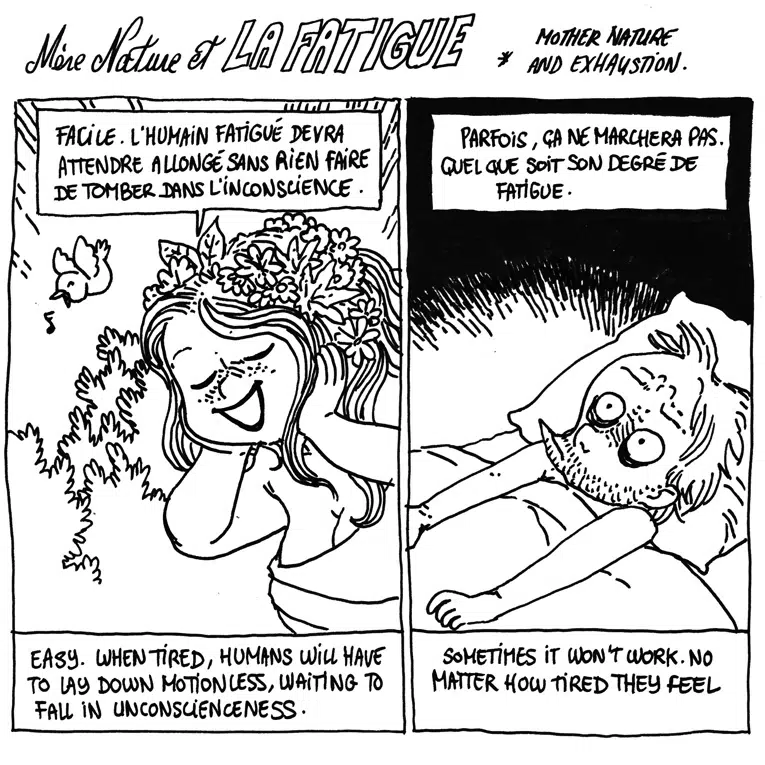 Mère Nature et LA FATIGUE
* MOTHER NATURE
AND EXHAUSTION.
FACILE. L'HUMAIN FATIGUÉ DEVRA
ATTENDRE ALLONGÉ SANS RIEN FAIRE
DE TOMBER DANS L'INCONSCIENCE.
PARFOIS, ÇA NE MARCHERA PAS.
QUEL QUE SOIT SON DEGRÉ DE
FATIGUE.
EASY. WHEN TIRED, HUMANS WILL HAVE
TO LAY DOWN MOTIONLESS, WAITING TO
FALL IN UNCONSCIENCENESS.
SOMETIMES IT WON'T WORK. NO
MATTER HOW TIRED THEY FEEL